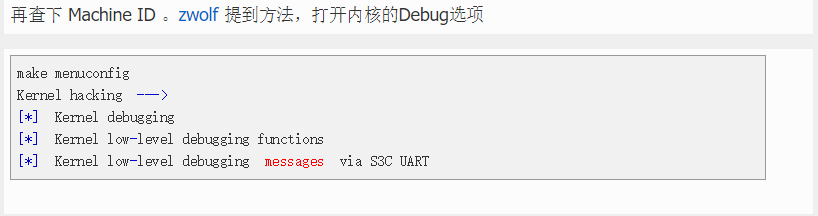 再查下 Machine ID 。zwolf 提到方法，打开内核的Debug选项
make menuconfig
Kernel hacking --->
[*] Kernel debugging
[*] Kernel low-level debugging functions
[*] Kernel low-level debugging messages via S3C UART